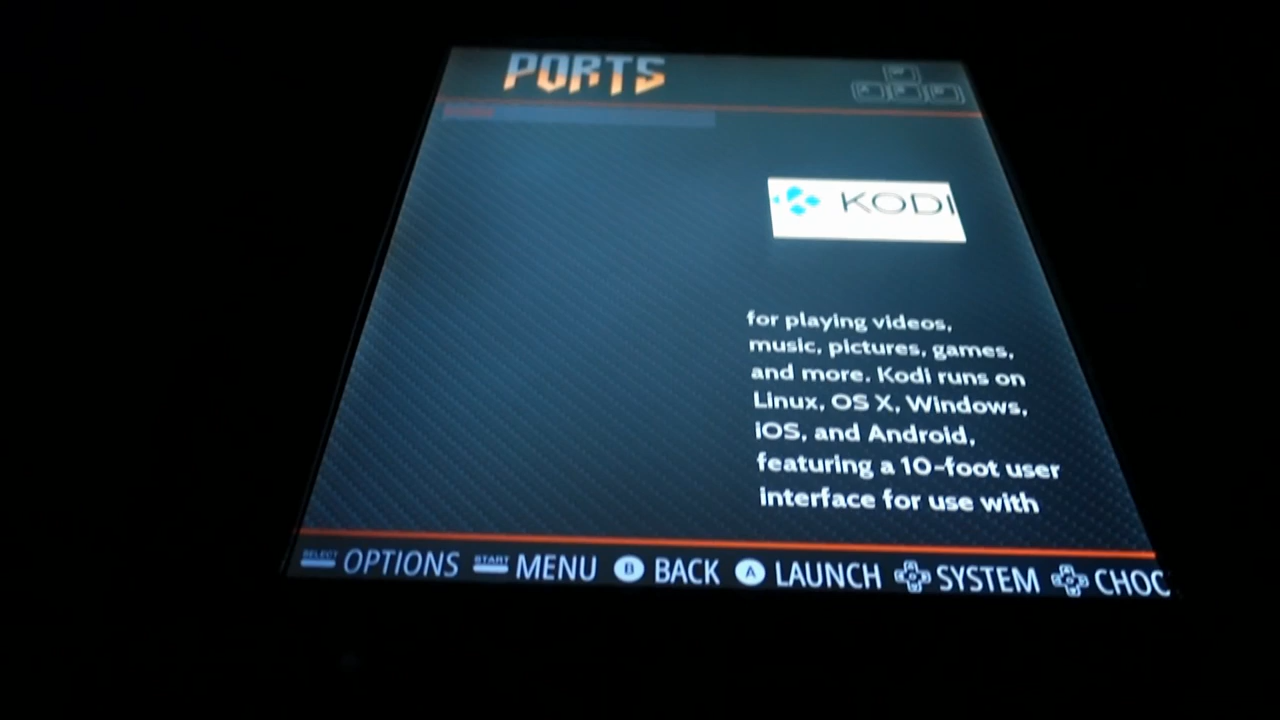 PORTS
KODI
for playing videos,
music, pictures, games,
and more. Kodi runs on
Linux, OS X, Windows,
iOS, and Android,
featuring a 10-foot user
interface for use with
SELECT OPTIONS START MENU B BACK A LAUNCH SYSTEM CHOO